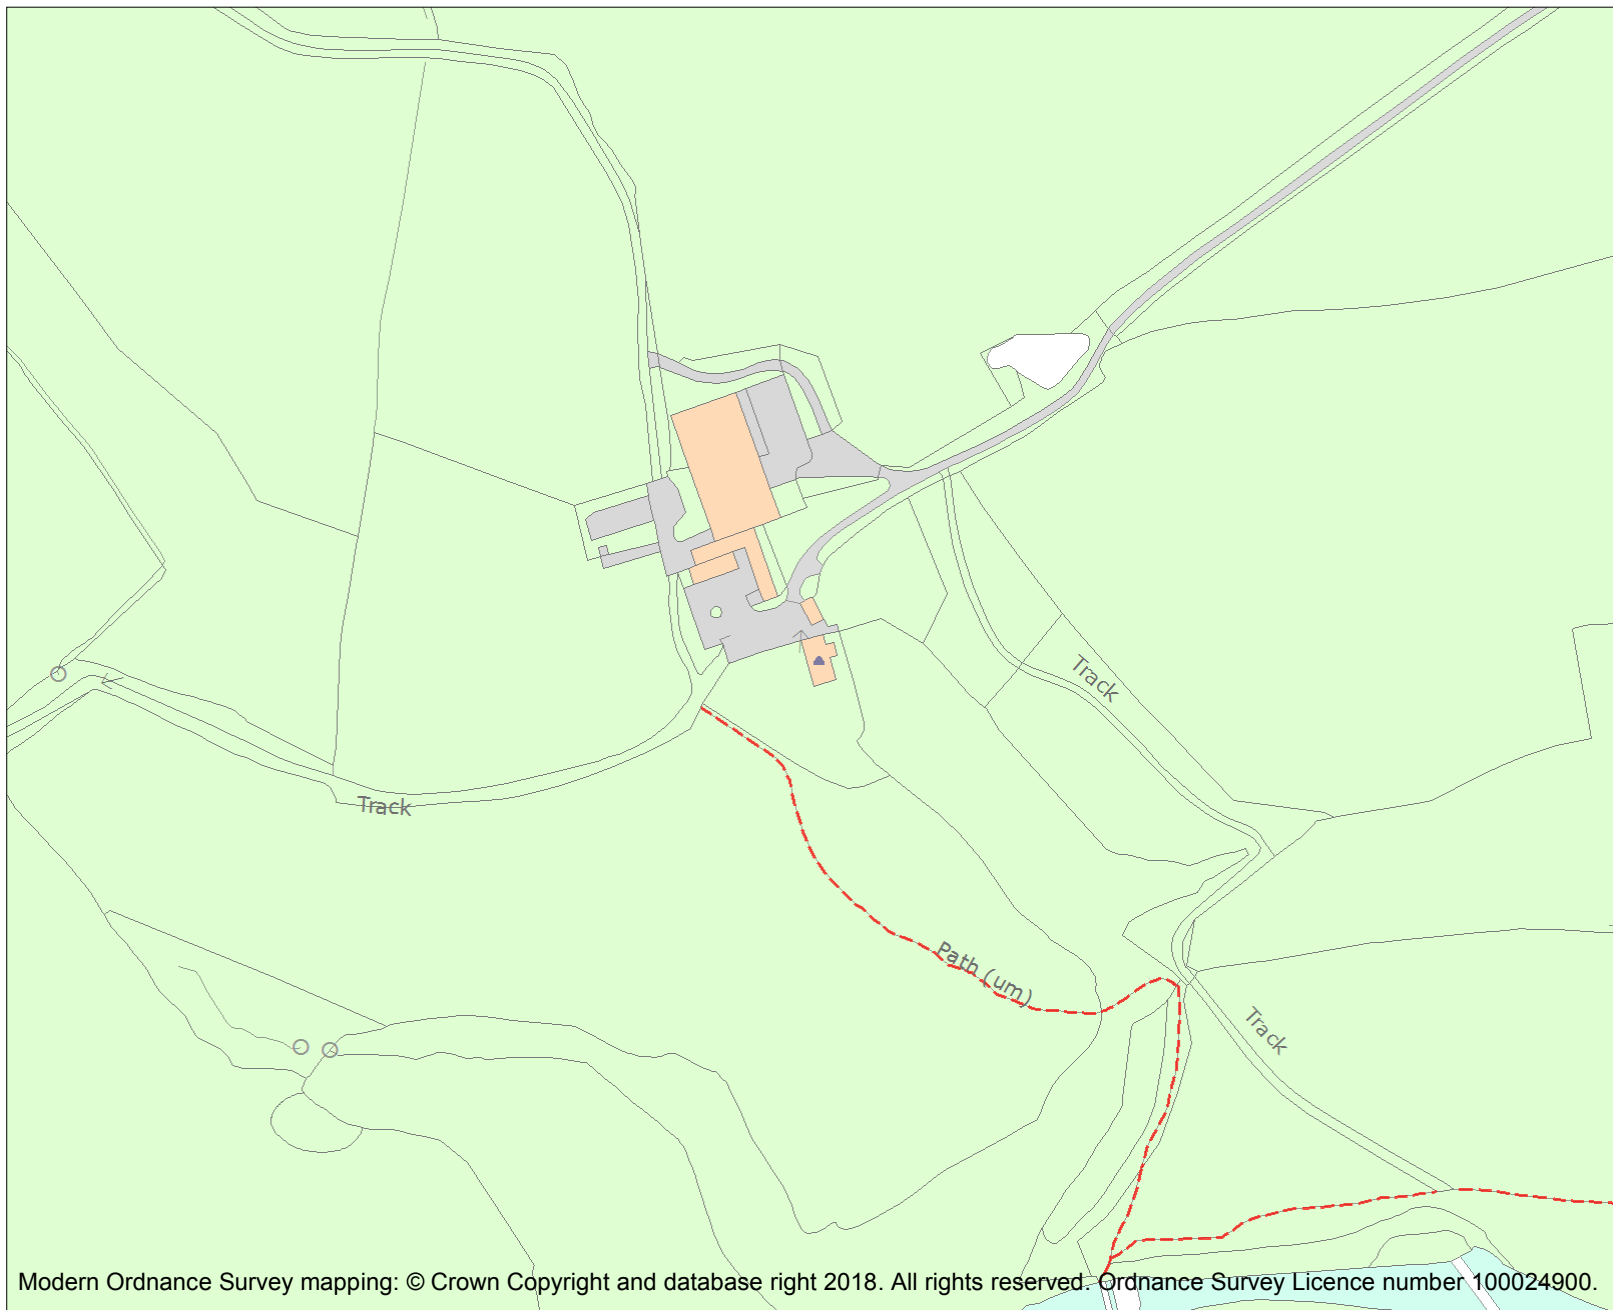 Track
Track
Path (um)
Track
Modern Ordnance Survey mapping: © Crown Copyright and database right 2018. All rights reserved. Ordnance Survey Licence number 100024900.